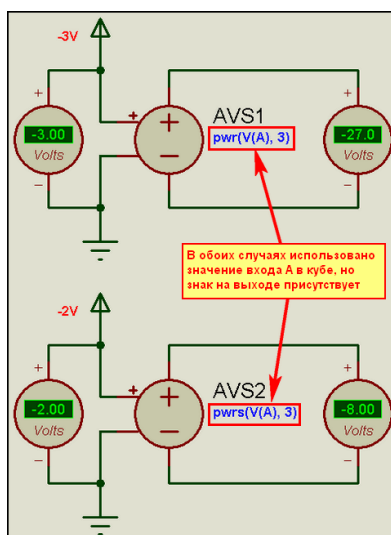 -3V
+
+
+
-3.00
Volts
−
+
−
AVS1
pwr(V(A), 3)
+
-27.0
Volts
−
В обоих случаях использовано
значение входа А в кубе, но
знак на выходе присутствует
-2V
+
+
-2.00
Volts
−
+
−
AVS2
pwrs(V(A), 3)
+
-8.00
Volts
−